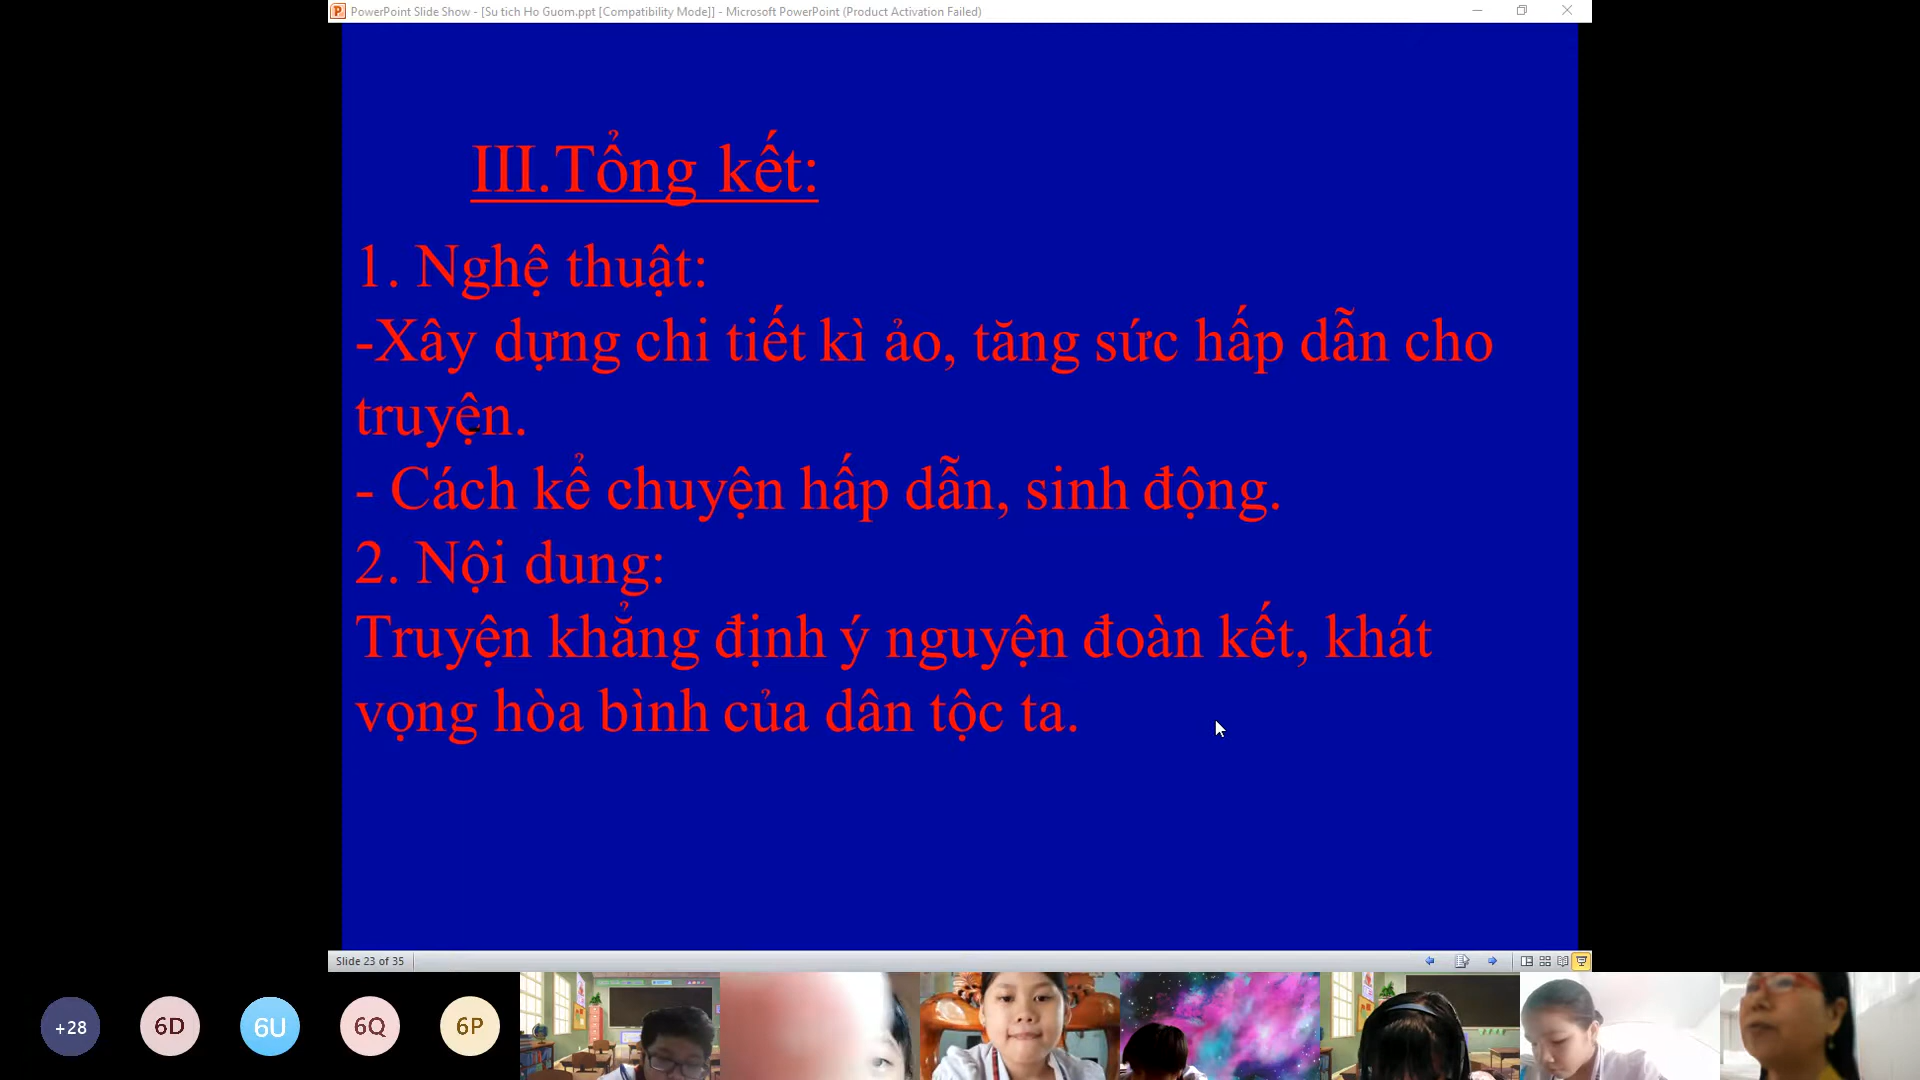 PowerPoint Slide Show - [Su tich Ho Guom.ppt [Compatibility Mode]] - Microsoft PowerPoint (Product Activation Failed)
III.Tổng kết:
1. Nghệ thuật:
-Xây dựng chi tiết kì ảo, tăng sức hấp dẫn cho
truyện.
- Cách kể chuyện hấp dẫn, sinh động.
2. Nội dung:
Truyện khẳng định ý nguyện đoàn kết, khát
vọng hòa bình của dân tộc ta.
Slide 23 of 35
+28
6D
6U
6Q
6P